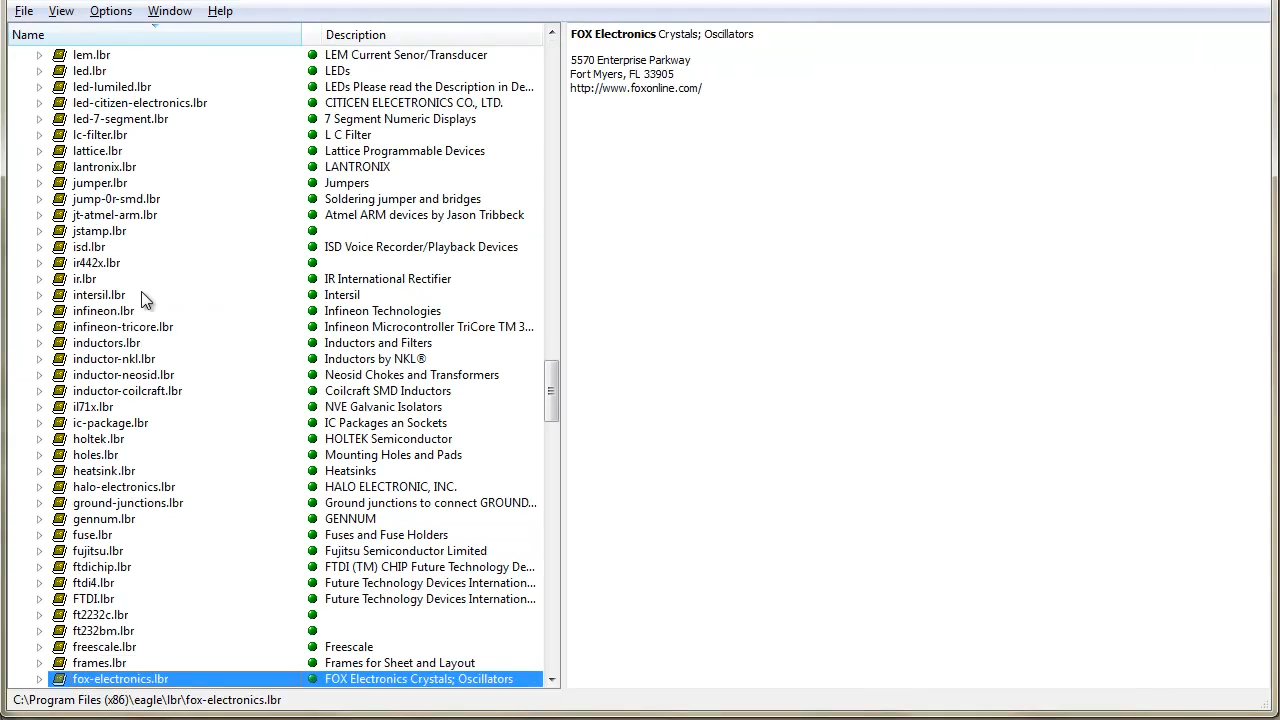 File View Options Window Help
Name Description
lem.lbr LEM Current Senor/Transducer
led.lbr LEDs
led-lumiled.lbr LEDs Please read the Description in De...
led-citizen-electronics.lbr CITICEN ELECETRONICS CO., LTD.
led-7-segment.lbr 7 Segment Numeric Displays
lc-filter.lbr L C Filter
lattice.lbr Lattice Programmable Devices
lantronix.lbr LANTRONIX
jumper.lbr Jumpers
jump-0r-smd.lbr Soldering jumper and bridges
jt-atmel-arm.lbr Atmel ARM devices by Jason Tribbeck
jstamp.lbr
isd.lbr ISD Voice Recorder/Playback Devices
ir442x.lbr
ir.lbr IR International Rectifier
intersil.lbr Intersil
infineon.lbr Infineon Technologies
infineon-tricore.lbr Infineon Microcontroller TriCore TM 3...
inductors.lbr Inductors and Filters
inductor-nkl.lbr Inductors by NKL®
inductor-neosid.lbr Neosid Chokes and Transformers
inductor-coilcraft.lbr Coilcraft SMD Inductors
il71x.lbr NVE Galvanic Isolators
ic-package.lbr IC Packages an Sockets
holtek.lbr HOLTEK Semiconductor
holes.lbr Mounting Holes and Pads
heatsink.lbr Heatsinks
halo-electronics.lbr HALO ELECTRONIC, INC.
ground-junctions.lbr Ground junctions to connect GROUND...
gennum.lbr GENNUM
fuse.lbr Fuses and Fuse Holders
fujitsu.lbr Fujitsu Semiconductor Limited
ftdichip.lbr FTDI (TM) CHIP Future Technology De...
ftdi4.lbr Future Technology Devices Internation...
FTDI.lbr Future Technology Devices Internation...
ft2232c.lbr
ft232bm.lbr
freescale.lbr Freescale
frames.lbr Frames for Sheet and Layout
fox-electronics.lbr FOX Electronics Crystals; Oscillators
FOX Electronics Crystals; Oscillators
5570 Enterprise Parkway
Fort Myers, FL 33905
http://www.foxonline.com/
C:\Program Files (x86)\eagle\lbr\fox-electronics.lbr